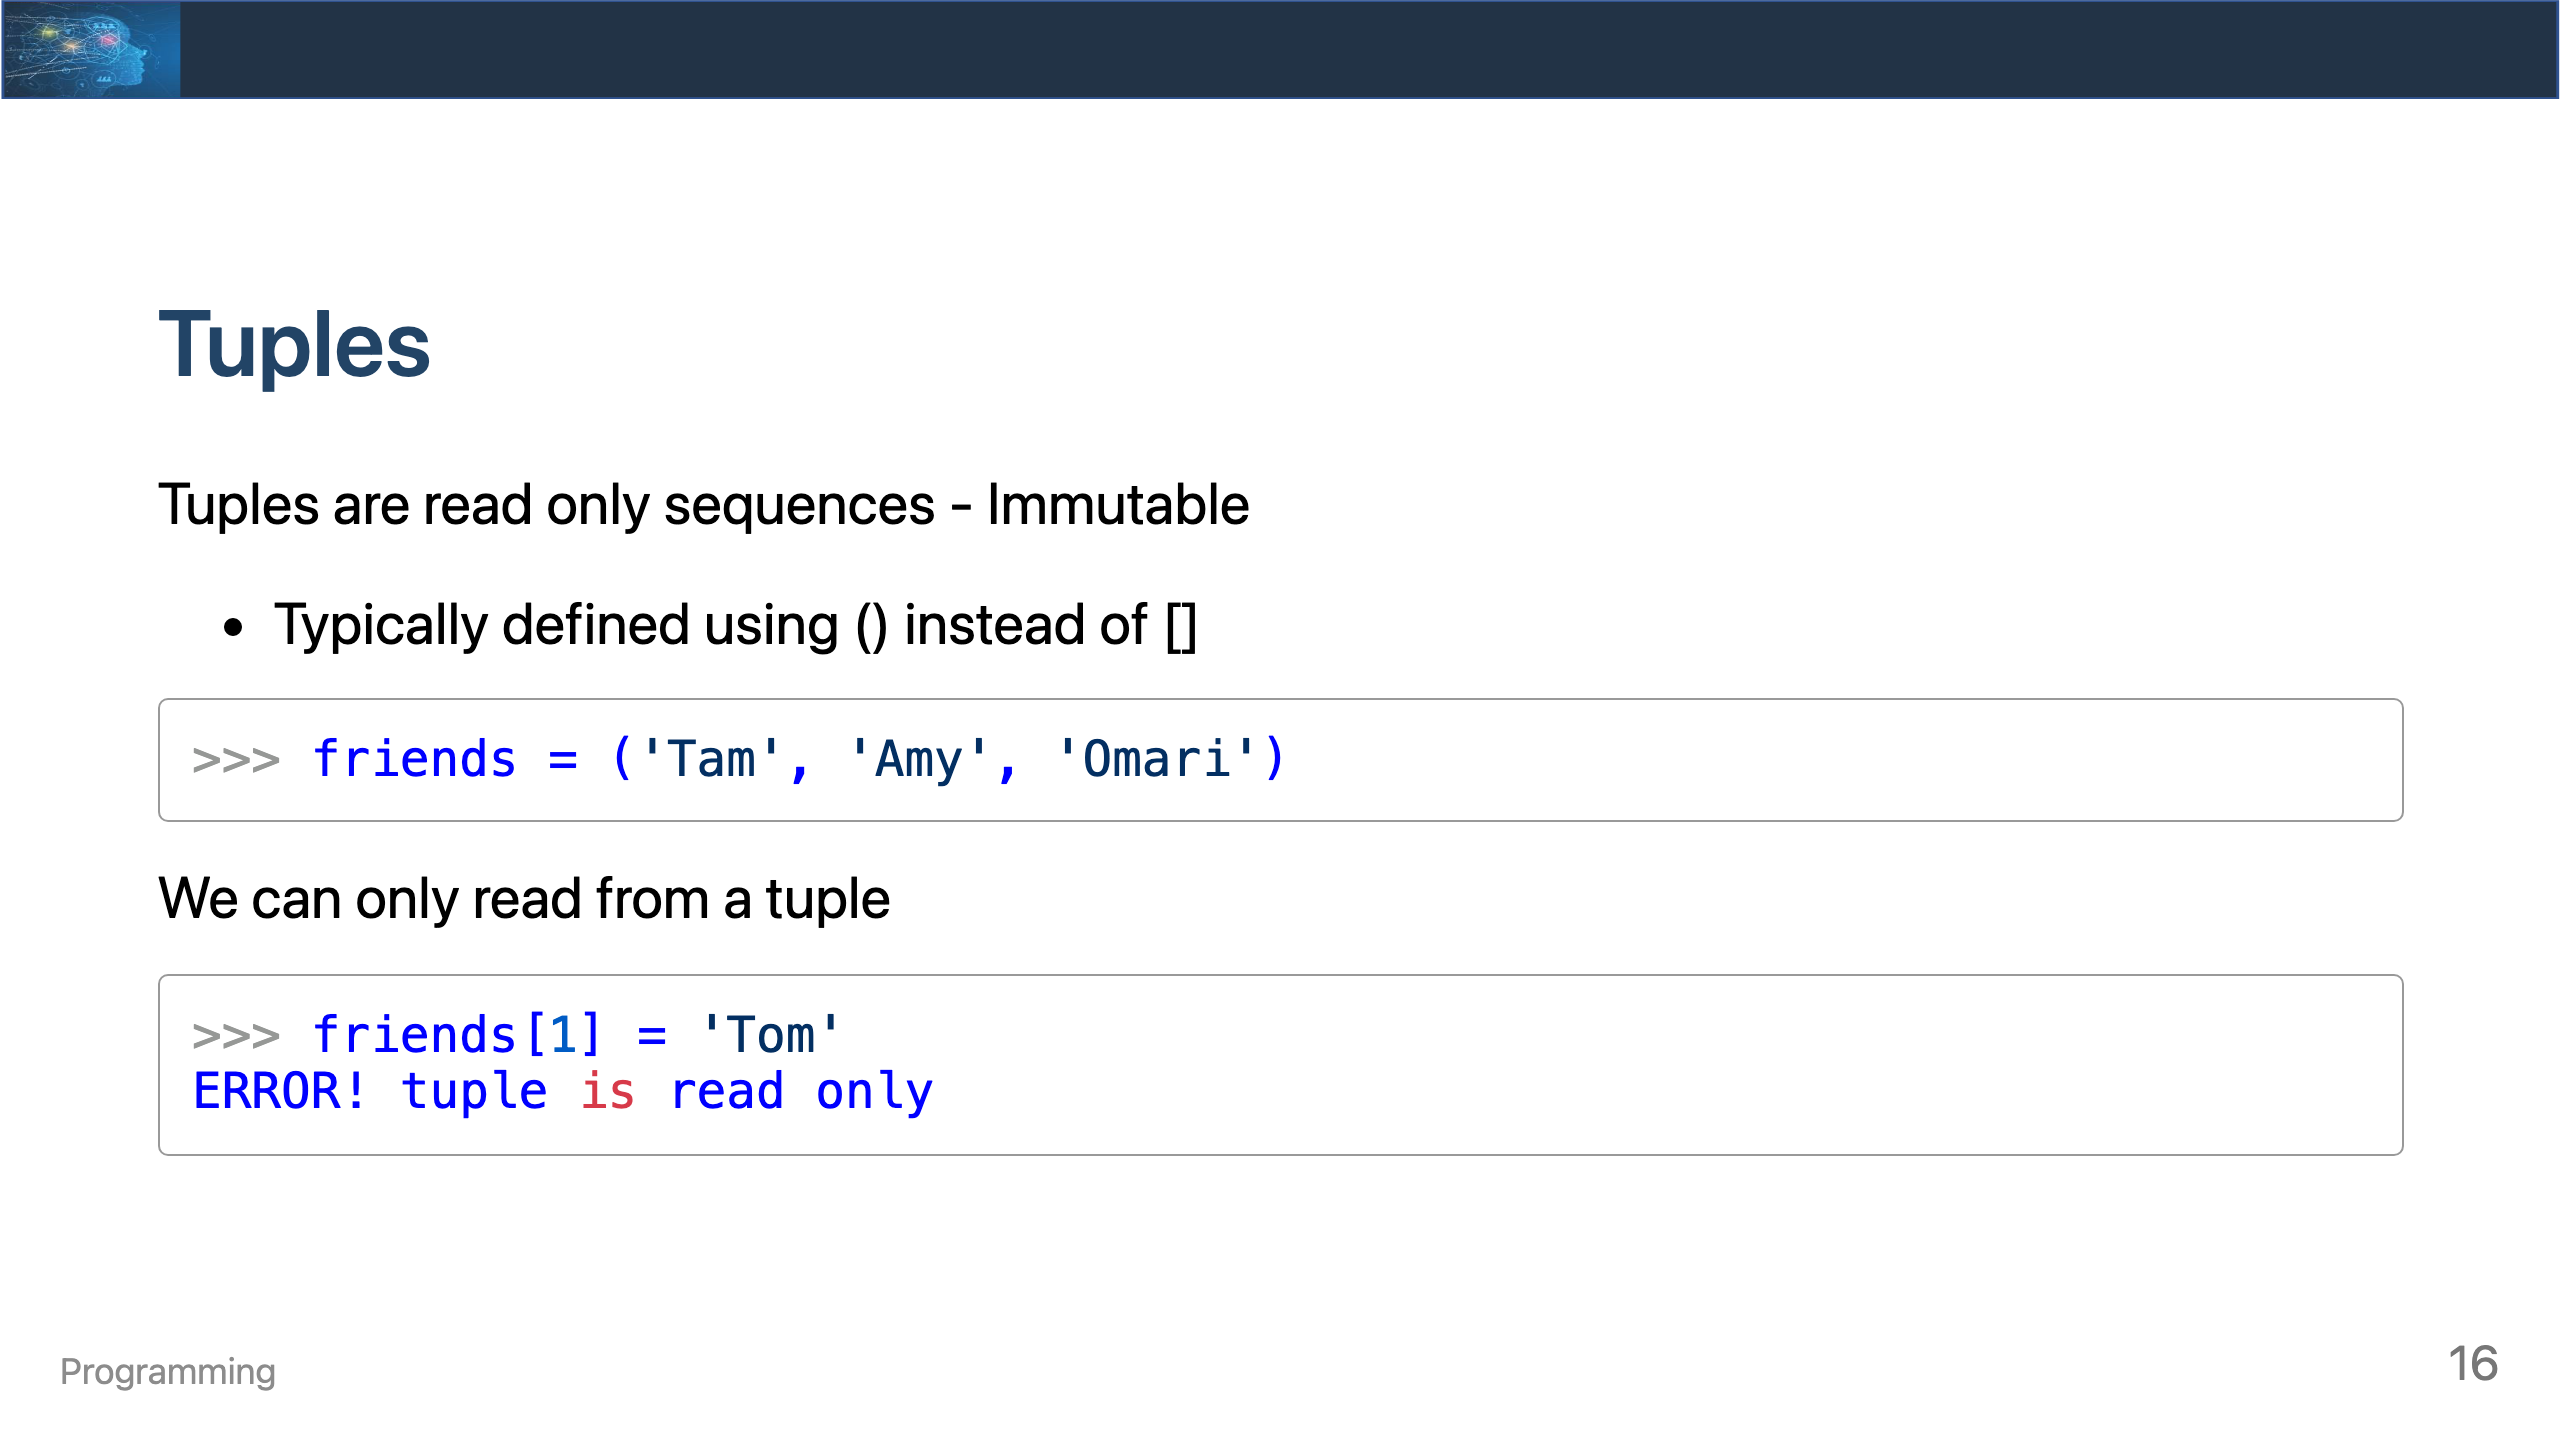 Tuples
Tuples are read only sequences - Immutable
• Typically defined using () instead of []
>>> friends = ('Tam', 'Amy', 'Omari')
We can only read from a tuple
>>> friends[1] = 'Tom'
ERROR! tuple is read only
Programming
16